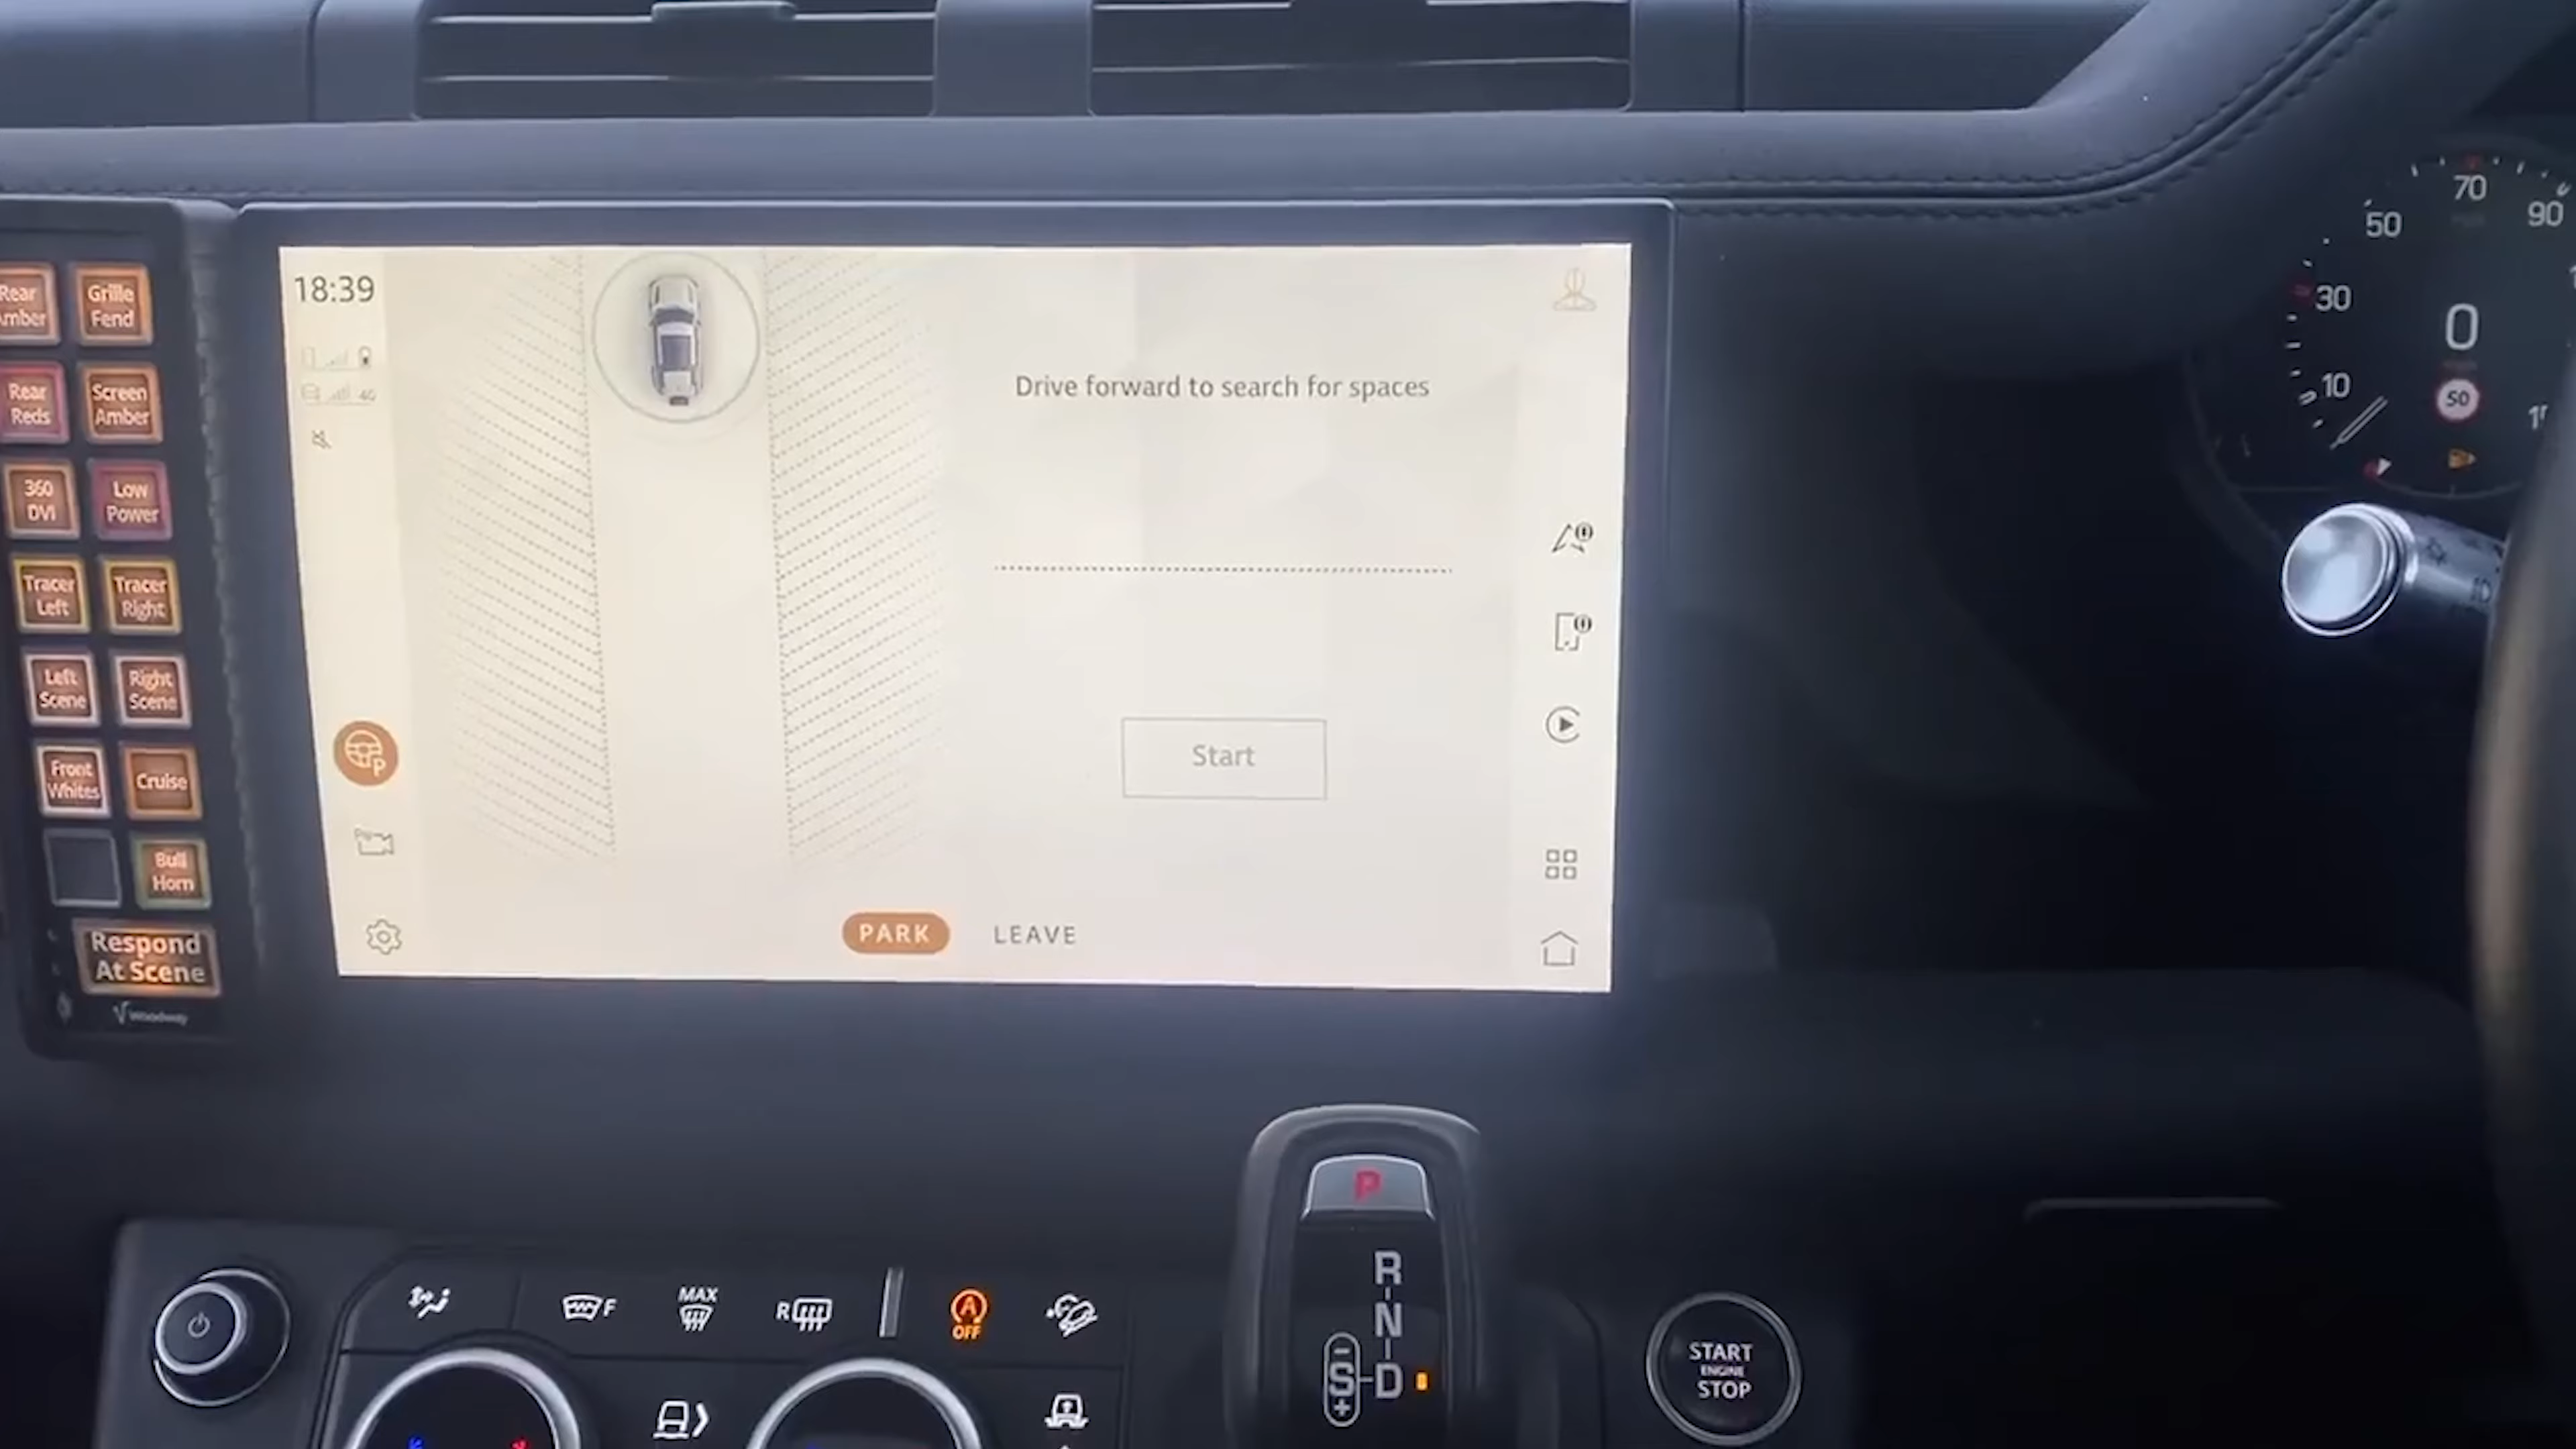 Rear
Amber
Grille
Fend
Rear
Reds
Screen
Amber
360
DVI
Low
Power
Tracer
Left
Tracer
Right
Left
Scene
Right
Scene
Front
Whites
Cruise
Bull
Horn
Respond
At Scene
Woodway
18:39
4G
Drive forward to search for spaces
Start
P
PARK LEAVE
10
30
50
70
90
0
50
F
MAX
R
A
OFF
P
R
N
S D
START
ENGINE
STOP